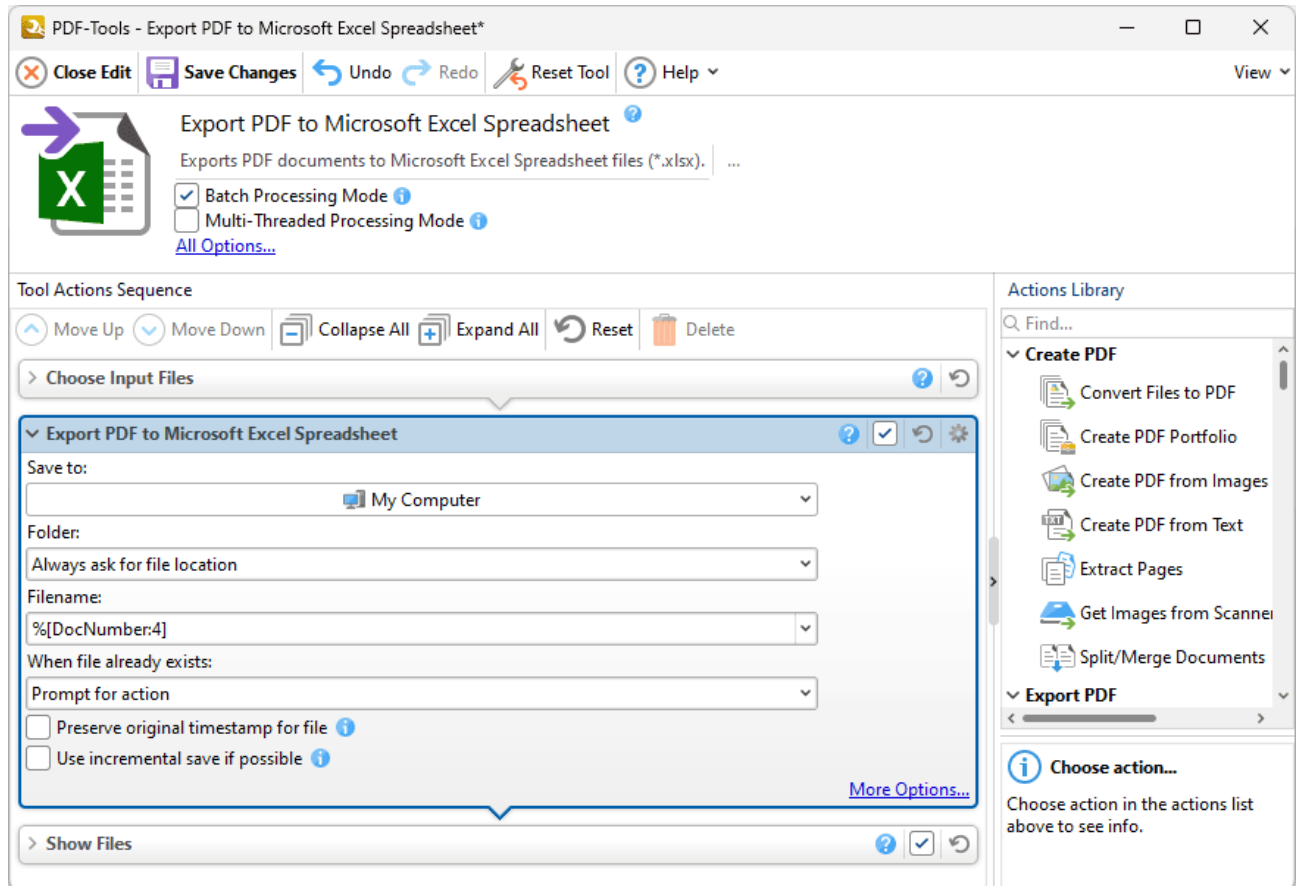 PDF-Tools - Export PDF to Microsoft Excel Spreadsheet*
Close Edit Save Changes Undo Redo Reset Tool Help View
Export PDF to Microsoft Excel Spreadsheet
Exports PDF documents to Microsoft Excel Spreadsheet files (*.xlsx). ...
Batch Processing Mode
Multi-Threaded Processing Mode
All Options...
Tool Actions Sequence
Move Up Move Down Collapse All Expand All Reset Delete
Choose Input Files
Export PDF to Microsoft Excel Spreadsheet
Save to:
My Computer
Folder:
Always ask for file location
Filename:
%[DocNumber:4]
When file already exists:
Prompt for action
Preserve original timestamp for file
Use incremental save if possible
More Options...
Show Files
Actions Library
Find...
Create PDF
Convert Files to PDF
Create PDF Portfolio
Create PDF from Images
TXT
Create PDF from Text
Extract Pages
Get Images from Scanner
Split/Merge Documents
Export PDF
Choose action...
Choose action in the actions list
above to see info.